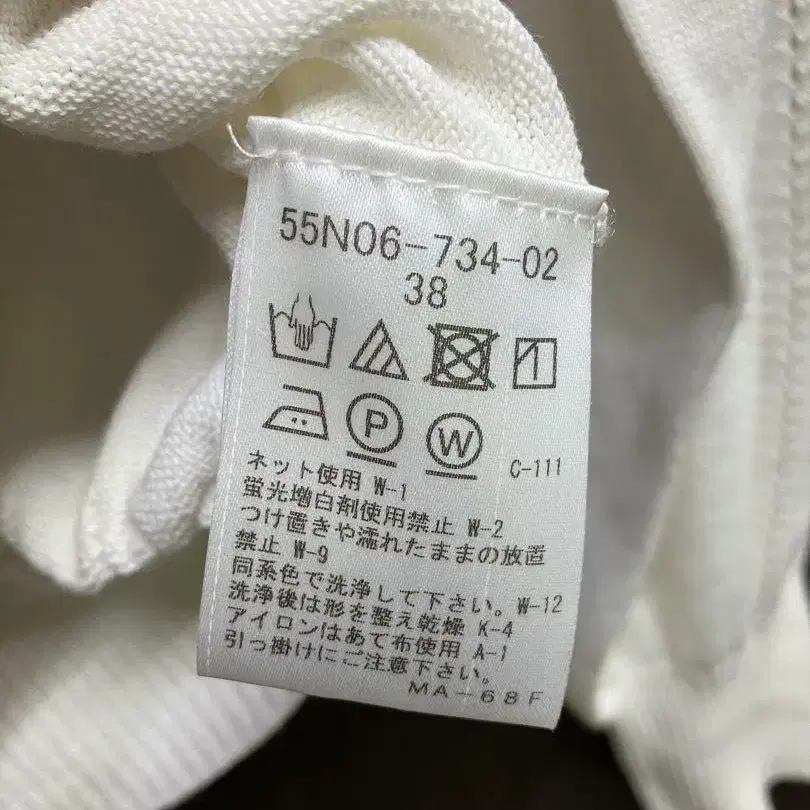 55N06-734-02
38
P W C-111
ネット使用 W-1
蛍光増白剤使用禁止 W-2
つけ置きや濡れたままの放置
禁止 W-9
同系色で洗浄して下さい。W-12
洗浄後は形を整え乾燥 K-4
アイロンはあて布使用 A-1
引っ掛けにご注意下さい。
MA-68F